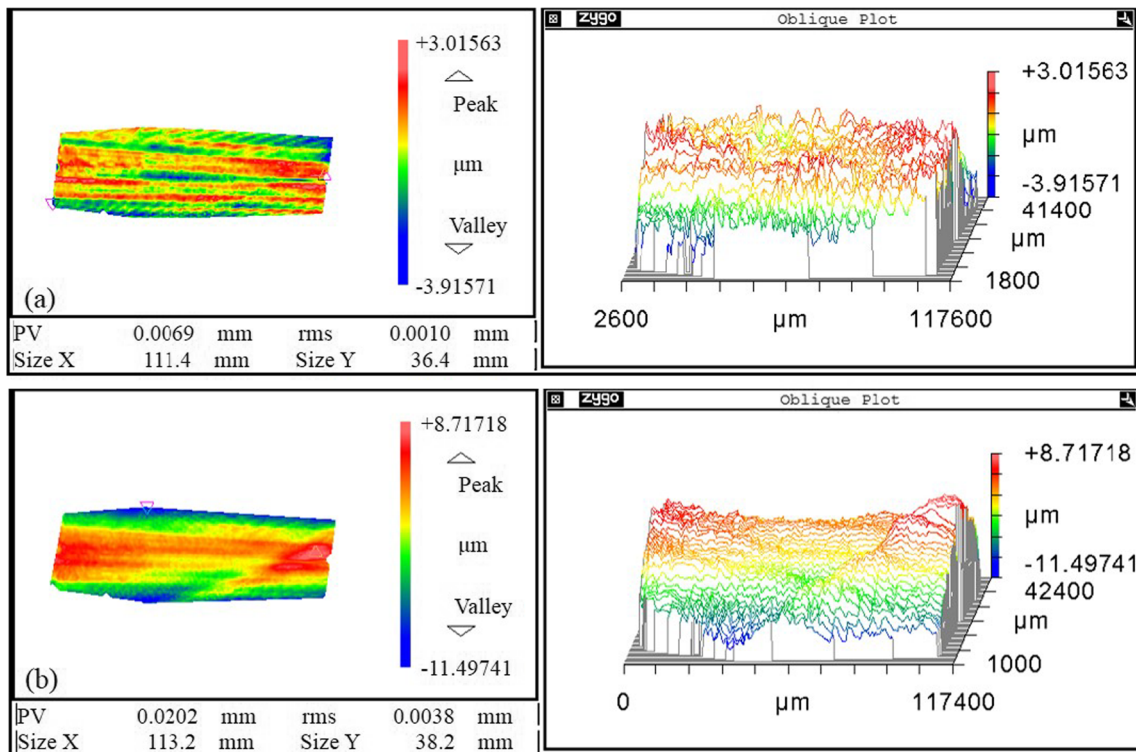 +3.01563
Peak
µm
Valley
-3.91571
(a)
PV 0.0069 mm rms 0.0010 mm
Size X 111.4 mm Size Y 36.4 mm
zygo Oblique Plot
+3.01563
µm
-3.91571
41400
µm
1800
2600 µm 117600
+8.71718
Peak
µm
Valley
-11.49741
(b)
PV 0.0202 mm rms 0.0038 mm
Size X 113.2 mm Size Y 38.2 mm
zygo Oblique Plot
+8.71718
µm
-11.49741
42400
µm
1000
0 µm 117400